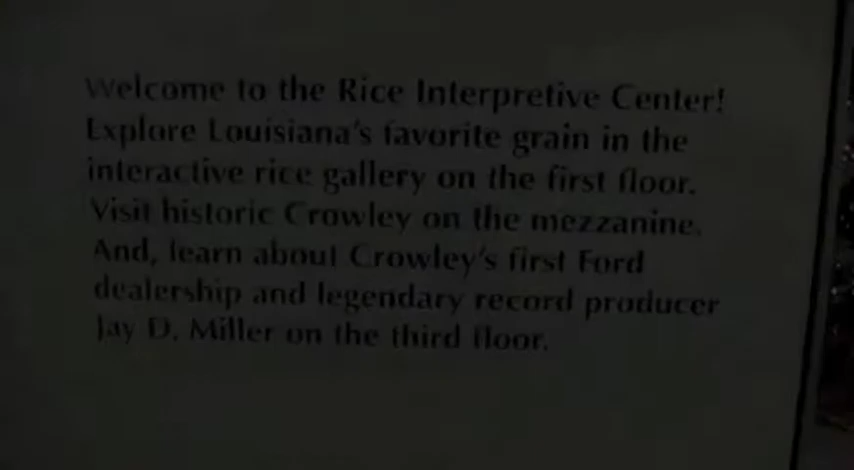 Welcome to the Rice Interpretive Center!
Explore Louisiana's favorite grain in the
interactive rice gallery on the first floor.
Visit historic Crowley on the mezzanine.
And, learn about Crowley's first Ford
dealership and legendary record producer
Jay D. Miller on the third floor.